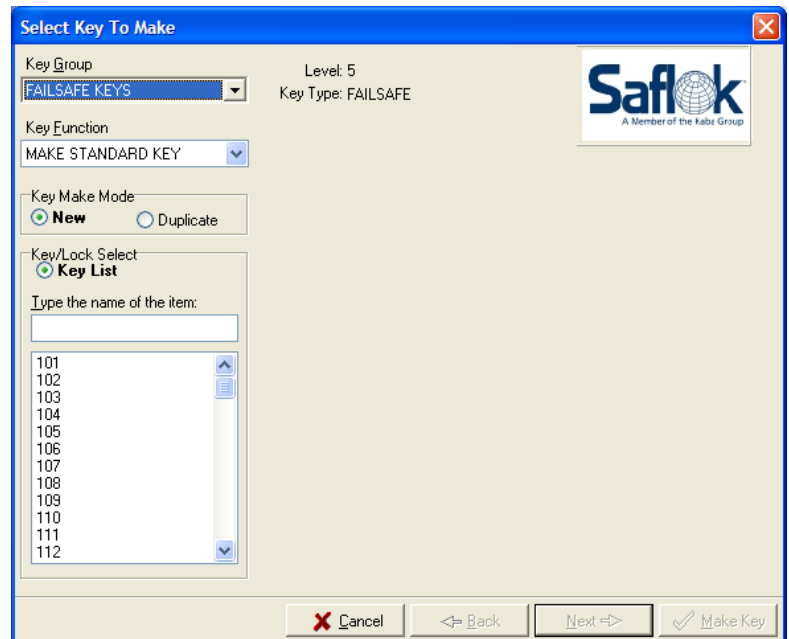 Select Key To Make
Key Group
FAILSAFE KEYS
Level: 5
Key Type: FAILSAFE
Saflok
A Member of the Kaba Group
Key Function
MAKE STANDARD KEY
Key Make Mode
New
Duplicate
Key/Lock Select
Key List
Type the name of the item:
101
102
103
104
105
106
107
108
109
110
111
112
Cancel
Back
Next
Make Key